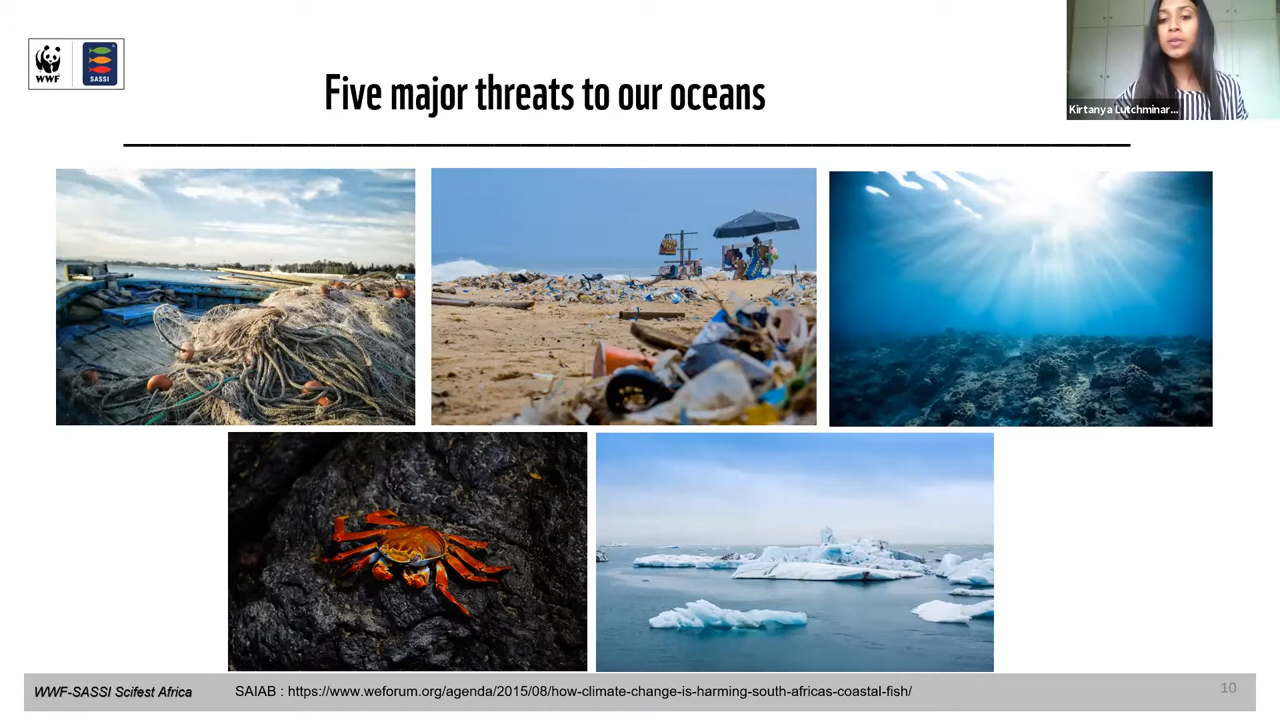 WWF
SASSI
Five major threats to our oceans
Kirtanya Lutchminar...
WWF-SASSI Scifest Africa
SAIAB : https://www.weforum.org/agenda/2015/08/how-climate-change-is-harming-south-africas-coastal-fish/
10